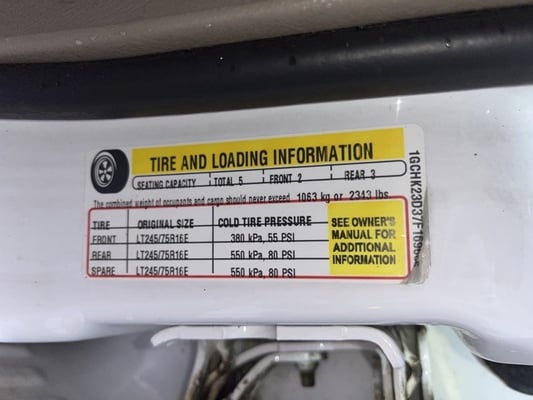 TIRE AND LOADING INFORMATION
SEATING CAPACITY TOTAL 5 FRONT 2 REAR 3
The combined weight of occupants and cargo should never exceed 1063 kg or 2343 lbs
TIRE ORIGINAL SIZE COLD TIRE PRESSURE
FRONT LT245/75R16E 380 kPa, 55 PSI
REAR LT245/75R16E 550 kPa, 80 PSI
SPARE LT245/75R16E 550 kPa, 80 PSI
SEE OWNER'S
MANUAL FOR
ADDITIONAL
INFORMATION